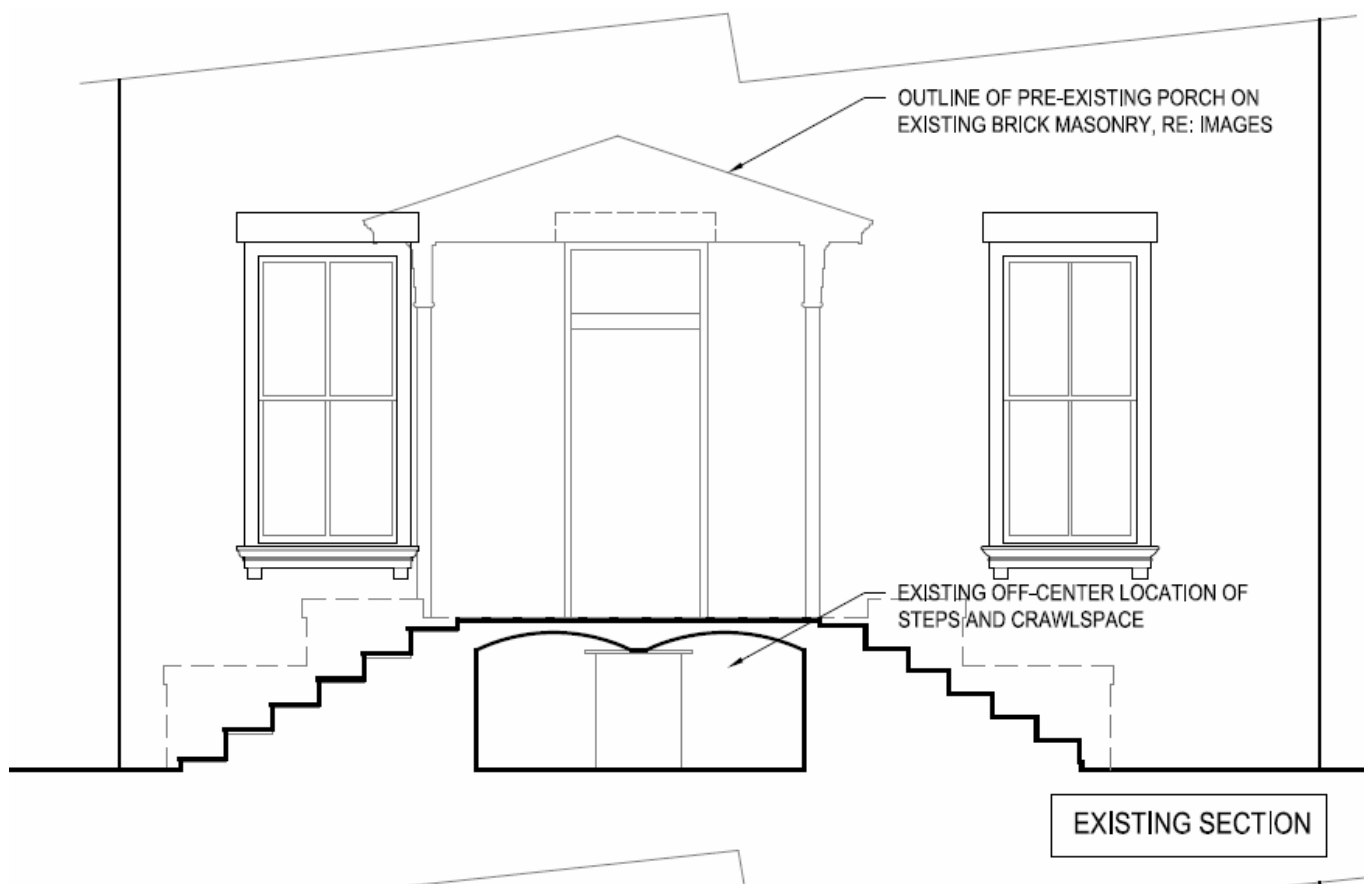 OUTLINE OF PRE-EXISTING PORCH ON
EXISTING BRICK MASONRY, RE: IMAGES
EXISTING OFF-CENTER LOCATION OF
STEPS AND CRAWLSPACE
EXISTING SECTION